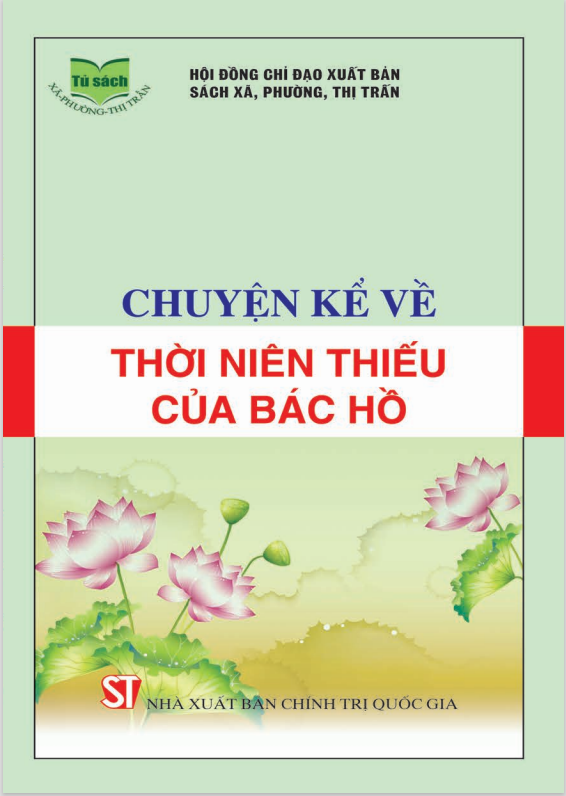 Tủ sách
XÃ-PHƯỜNG-THỊ TRẤN
HỘI ĐỒNG CHỈ ĐẠO XUẤT BẢN
SÁCH XÃ, PHƯỜNG, THỊ TRẤN
CHUYỆN KỂ VỀ
THỜI NIÊN THIẾU
CỦA BÁC HỒ
ST
NHÀ XUẤT BẢN CHÍNH TRỊ QUỐC GIA